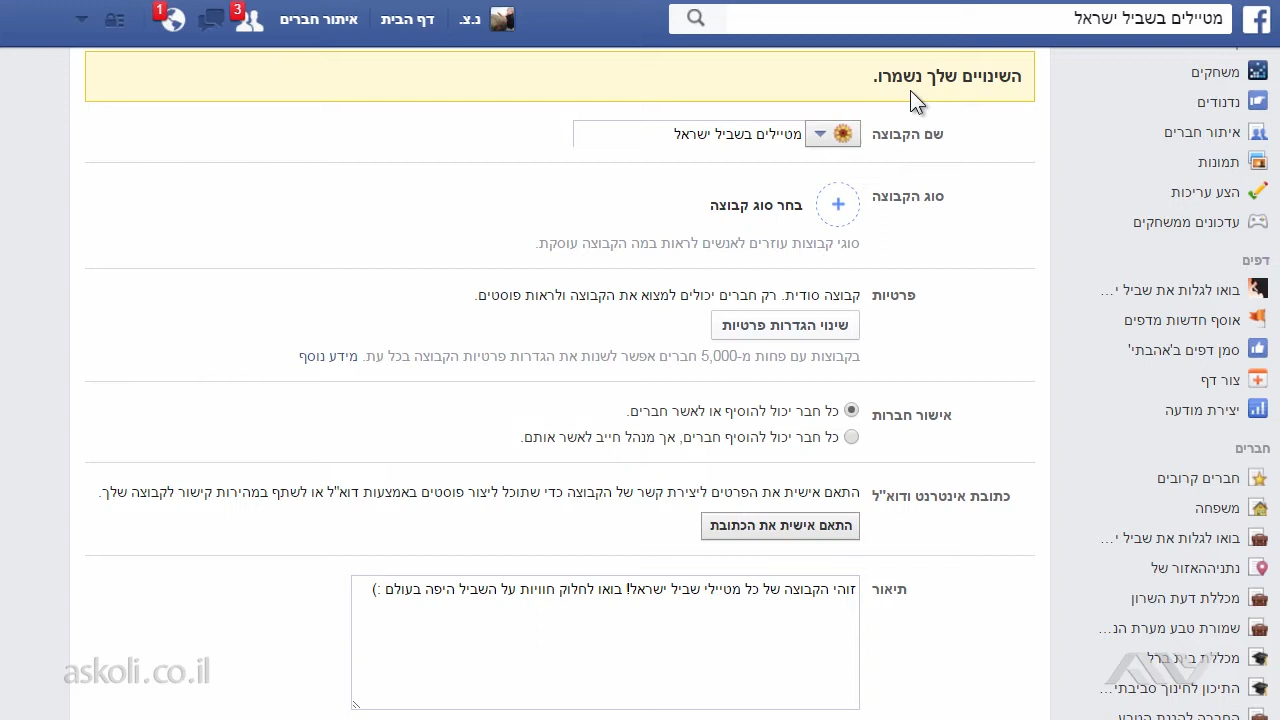 מטיילים בשביל ישראל
נ.צ.
דף הבית
איתור חברים
3
1
משחקים
נדנודים
איתור חברים
תמונות
הצע עריכות
עדכונים ממשחקים
דפים
בואו לגלות את שביל י...
אוסף חדשות מדפים
סמן דפים ב'אהבתי'
צור דף
יצירת מודעה
חברים
חברים קרובים
משפחה
בואו לגלות את שביל י...
נתניההאזור של
מכללת דעת השרון
שמורת טבע מערת הנ...
מכללת בית ברל
התיכון לחינוך סביבתי...
החברה להגנת הטבע
השינויים שלך נשמרו.
שם הקבוצה
מטיילים בשביל ישראל
סוג הקבוצה
בחר סוג קבוצה
סוגי קבוצות עוזרים לאנשים לראות במה הקבוצה עוסקת.
פרטיות
קבוצה סודית. רק חברים יכולים למצוא את הקבוצה ולראות פוסטים.
שינוי הגדרות פרטיות
בקבוצות עם פחות מ-5,000 חברים אפשר לשנות את הגדרות פרטיות הקבוצה בכל עת. מידע נוסף
אישור חברות
כל חבר יכול להוסיף או לאשר חברים.
כל חבר יכול להוסיף חברים, אך מנהל חייב לאשר אותם.
כתובת אינטרנט ודוא"ל
התאם אישית את הפרטים ליצירת קשר של הקבוצה כדי שתוכל ליצור פוסטים באמצעות דוא"ל או לשתף במהירות קישור לקבוצה שלך.
התאם אישית את הכתובת
תיאור
זוהי הקבוצה של כל מטיילי שביל ישראל! בואו לחלוק חוויות על השביל היפה בעולם :)
askoli.co.il